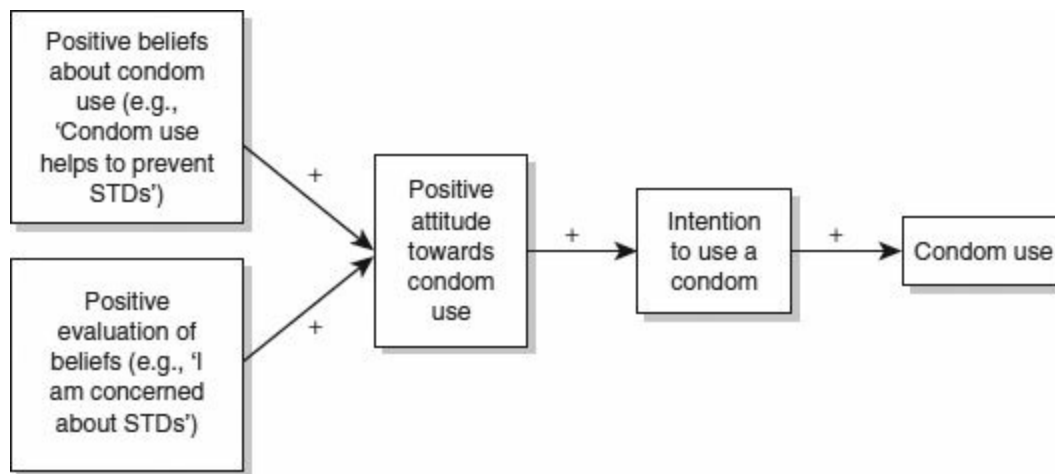 Positive beliefs
about condom
use (e.g.,
‘Condom use
helps to prevent
STDs’)
+
Positive
evaluation of
beliefs (e.g., ‘I
am concerned
about STDs’)
+
Positive
attitude
towards
condom
use
+
Intention
to use a
condom
+
Condom use